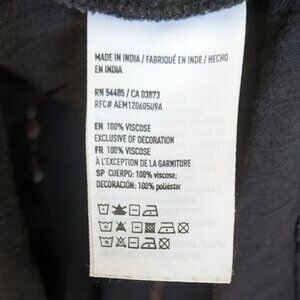 MADE IN INDIA / FABRIQUÉ EN INDE / HECHO
EN INDIA
RN 54485 / CA 03873
RFC# AEM120605U9A
EN 100% VISCOSE
EXCLUSIVE OF DECORATION
FR 100% VISCOSE
À L'EXCEPTION DE LA GARNITURE
SP CUERPO: 100% viscosa;
DECORACIÓN: 100% poliéster